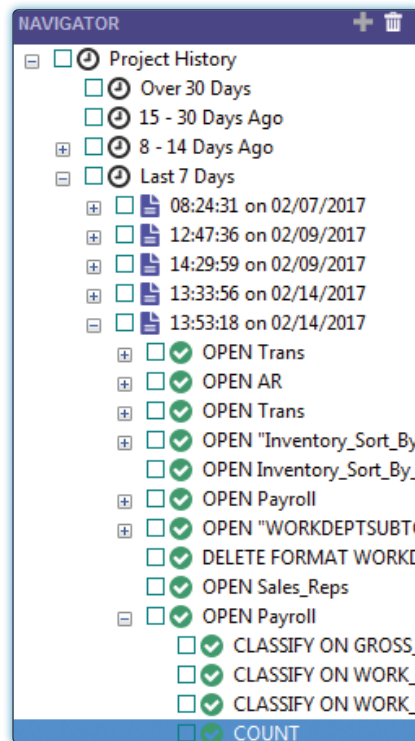 NAVIGATOR
Project History
Over 30 Days
15 - 30 Days Ago
8 - 14 Days Ago
Last 7 Days
08:24:31 on 02/07/2017
12:47:36 on 02/09/2017
14:29:59 on 02/09/2017
13:33:56 on 02/14/2017
13:53:18 on 02/14/2017
OPEN Trans
OPEN AR
OPEN Trans
OPEN "Inventory_Sort_By
OPEN Inventory_Sort_By_
OPEN Payroll
OPEN "WORKDEPTSUBT
DELETE FORMAT WORKD
OPEN Sales_Reps
OPEN Payroll
CLASSIFY ON GROSS_
CLASSIFY ON WORK_
CLASSIFY ON WORK_
COUNT